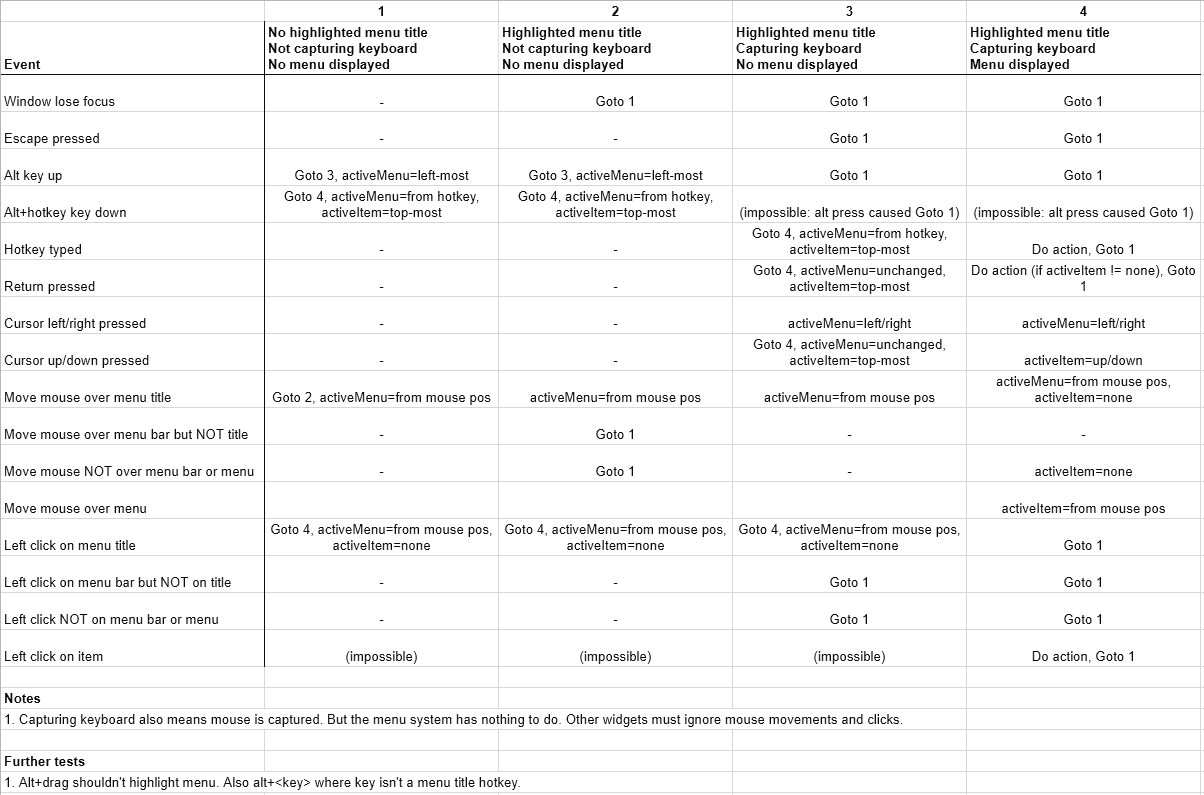 1 2 3 4
No highlighted menu title Highlighted menu title Highlighted menu title Highlighted menu title
Not capturing keyboard Not capturing keyboard Capturing keyboard Capturing keyboard
Event No menu displayed No menu displayed No menu displayed Menu displayed
Window lose focus - Goto 1 Goto 1 Goto 1
Escape pressed - - Goto 1 Goto 1
Alt key up Goto 3, activeMenu=left-most Goto 3, activeMenu=left-most Goto 1 Goto 1
Goto 4, activeMenu=from hotkey, Goto 4, activeMenu=from hotkey,
Alt+hotkey key down activeItem=top-most activeItem=top-most (impossible: alt press caused Goto 1) (impossible: alt press caused Goto 1)
Goto 4, activeMenu=from hotkey,
Hotkey typed - - activeItem=top-most Do action, Goto 1
Goto 4, activeMenu=unchanged, Do action (if activeItem != none), Goto
Return pressed - - activeItem=top-most 1
Cursor left/right pressed - - activeMenu=left/right activeMenu=left/right
Goto 4, activeMenu=unchanged,
Cursor up/down pressed - - activeItem=top-most activeItem=up/down
activeMenu=from mouse pos,
Move mouse over menu title Goto 2, activeMenu=from mouse pos activeMenu=from mouse pos activeMenu=from mouse pos activeItem=none
Move mouse over menu bar but NOT title - Goto 1 - -
Move mouse NOT over menu bar or menu - Goto 1 - activeItem=none
Move mouse over menu activeItem=from mouse pos
Goto 4, activeMenu=from mouse pos, Goto 4, activeMenu=from mouse pos, Goto 4, activeMenu=from mouse pos,
Left click on menu title activeItem=none activeItem=none activeItem=none Goto 1
Left click on menu bar but NOT on title - - Goto 1 Goto 1
Left click NOT on menu bar or menu - - Goto 1 Goto 1
Left click on item (impossible) (impossible) (impossible) Do action, Goto 1
Notes
1. Capturing keyboard also means mouse is captured. But the menu system has nothing to do. Other widgets must ignore mouse movements and clicks.
Further tests
1. Alt+drag shouldn't highlight menu. Also alt+<key> where key isn't a menu title hotkey.